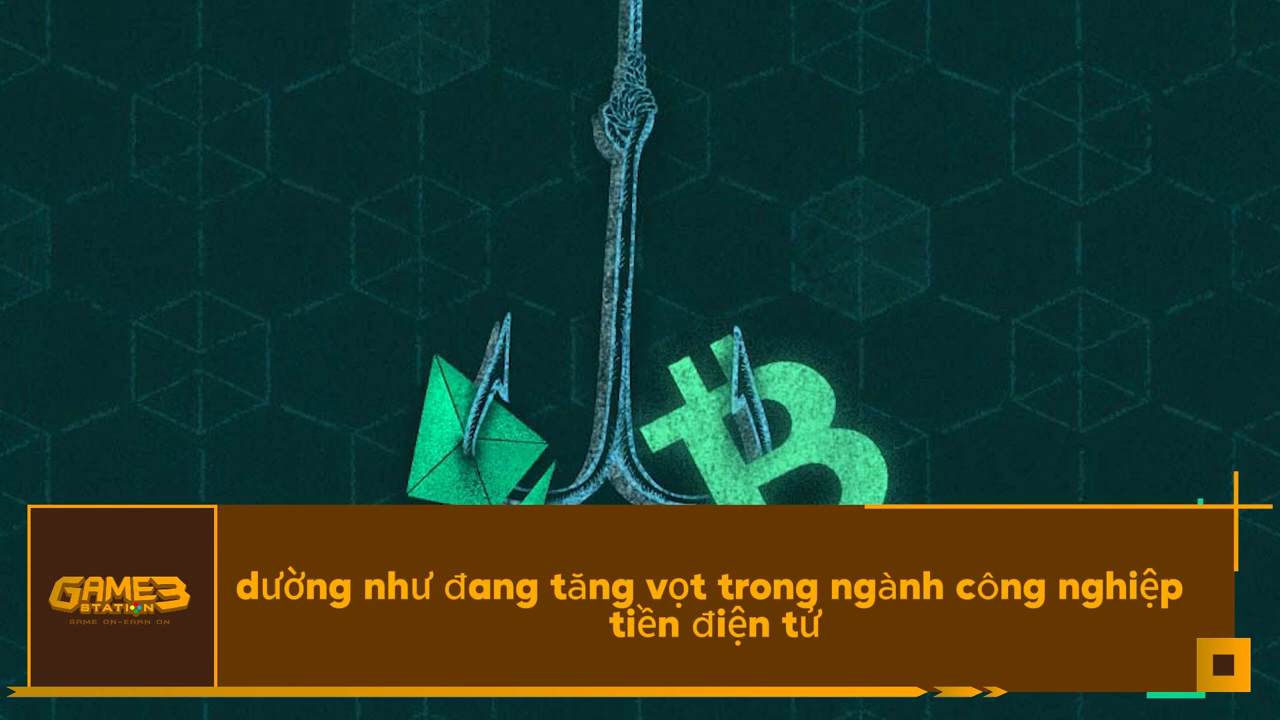 GAME3
STATION
GAME ON-EARN ON
dường như đang tăng vọt trong ngành công nghiệp
tiền điện tử